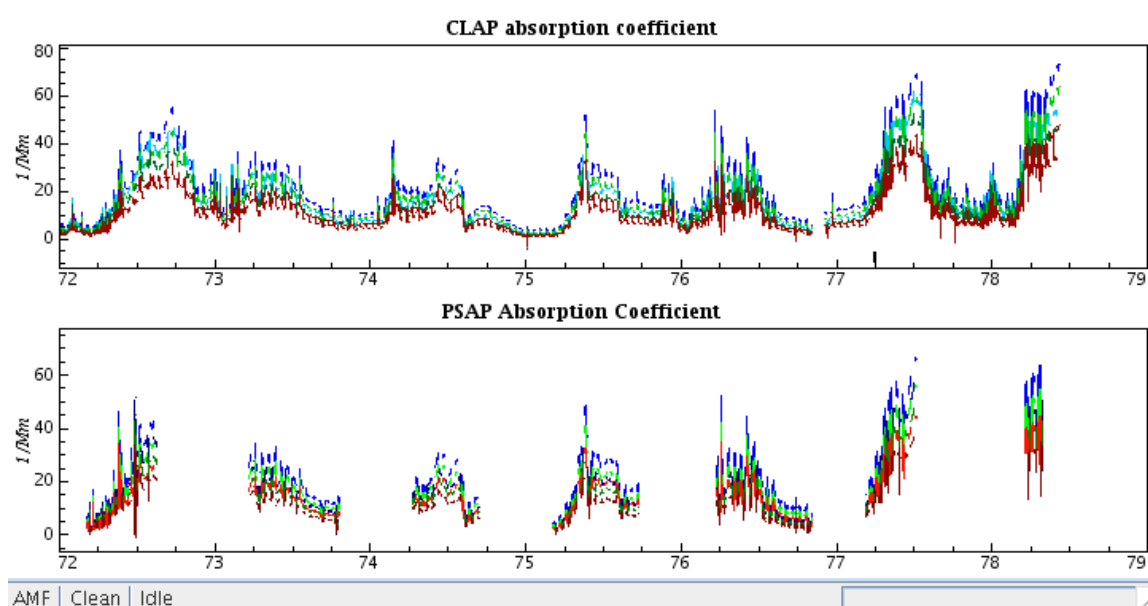 CLAP absorption coefficient
80
60
40
20
0
1/Mm
72 73 74 75 76 77 78 79
PSAP Absorption Coefficient
60
40
20
0
1/Mm
72 73 74 75 76 77 78 79
AMF Clean Idle